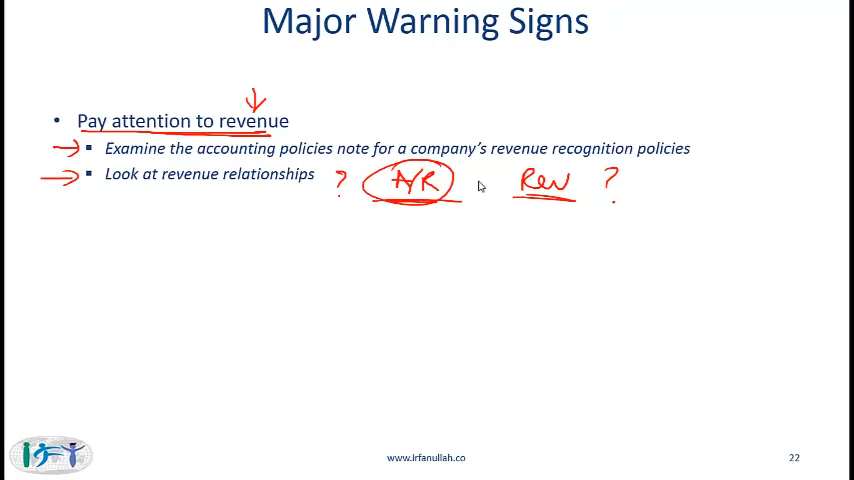 Major Warning Signs
• Pay attention to revenue
▪ Examine the accounting policies note for a company's revenue recognition policies
▪ Look at revenue relationships ? A/R Rev ?
IFT
www.irfanullah.co 22